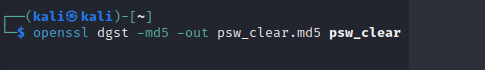 ┌──(kali㉿kali)-[~]
└─$ openssl dgst -md5 -out psw_clear.md5 psw_clear